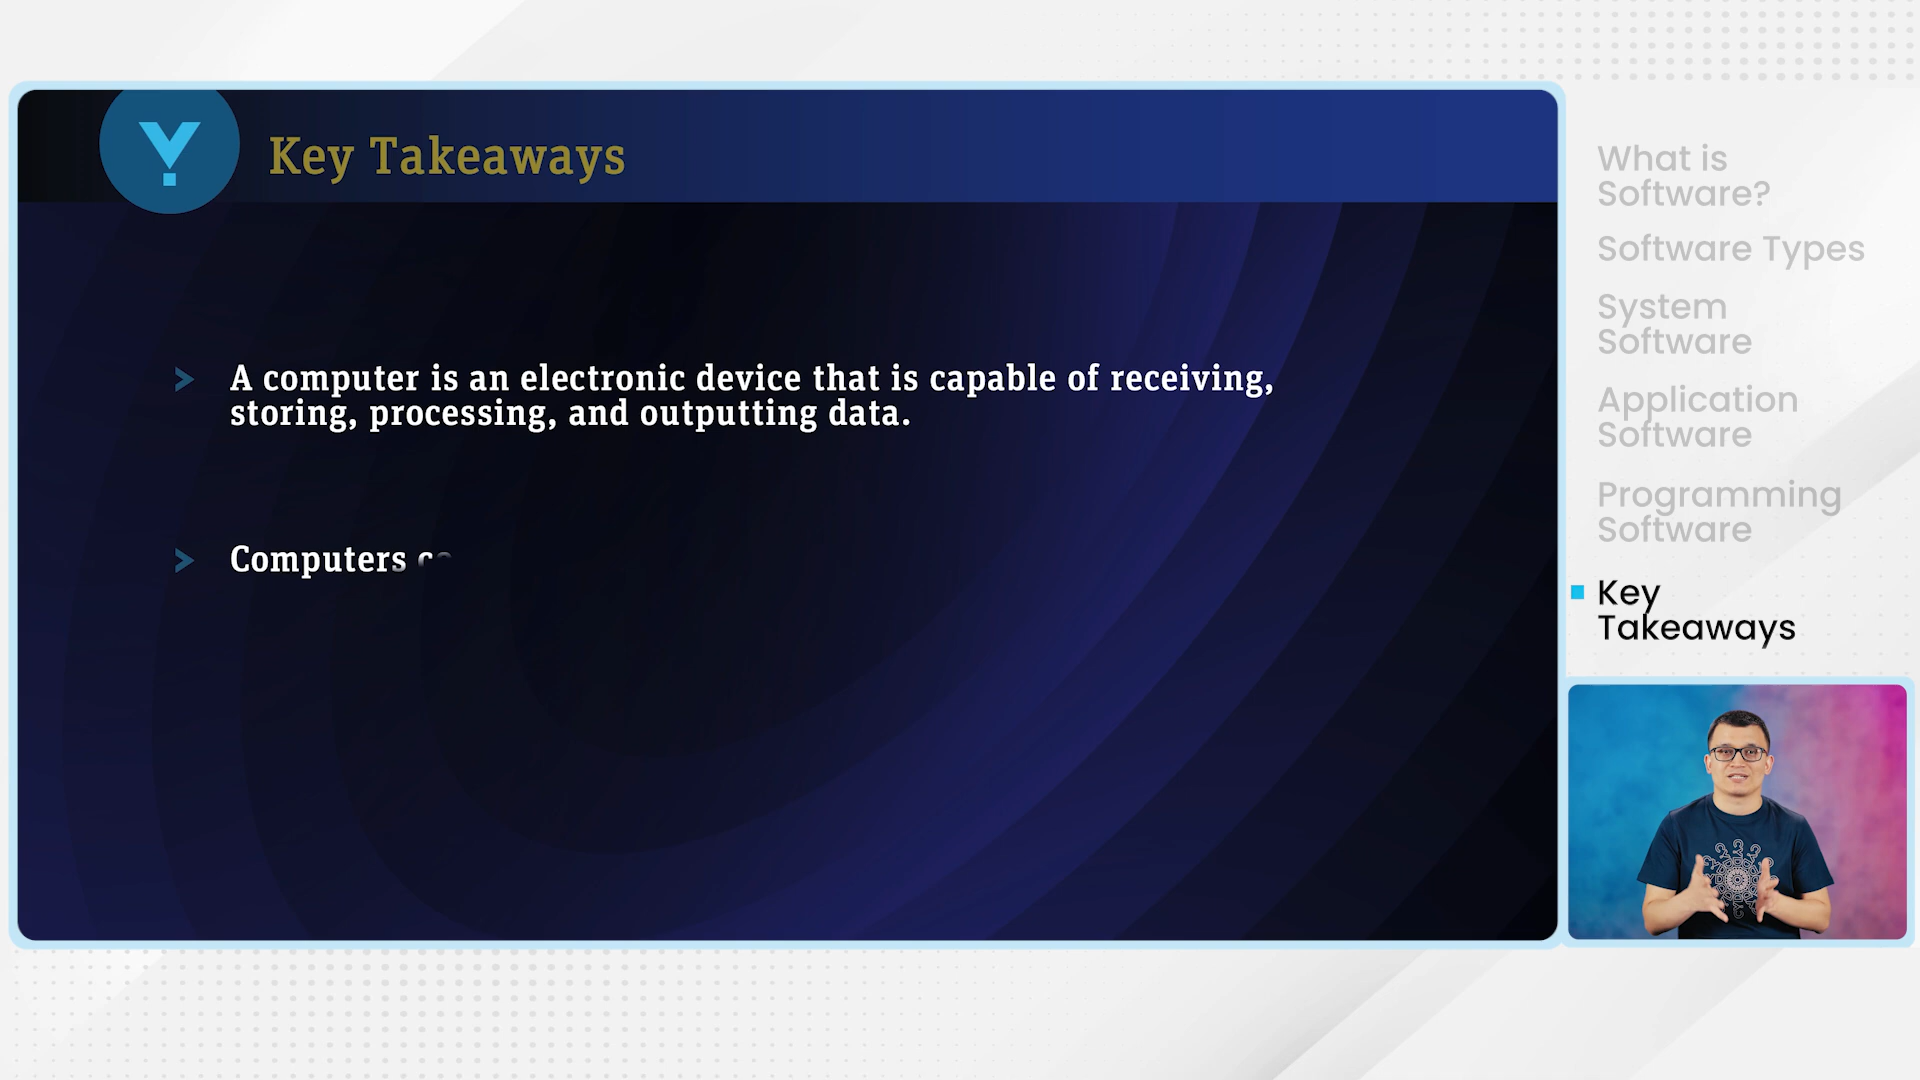 Key Takeaways
> A computer is an electronic device that is capable of receiving,
storing, processing, and outputting data.
> Computers
What is
Software?
Software Types
System
Software
Application
Software
Programming
Software
Key
Takeaways